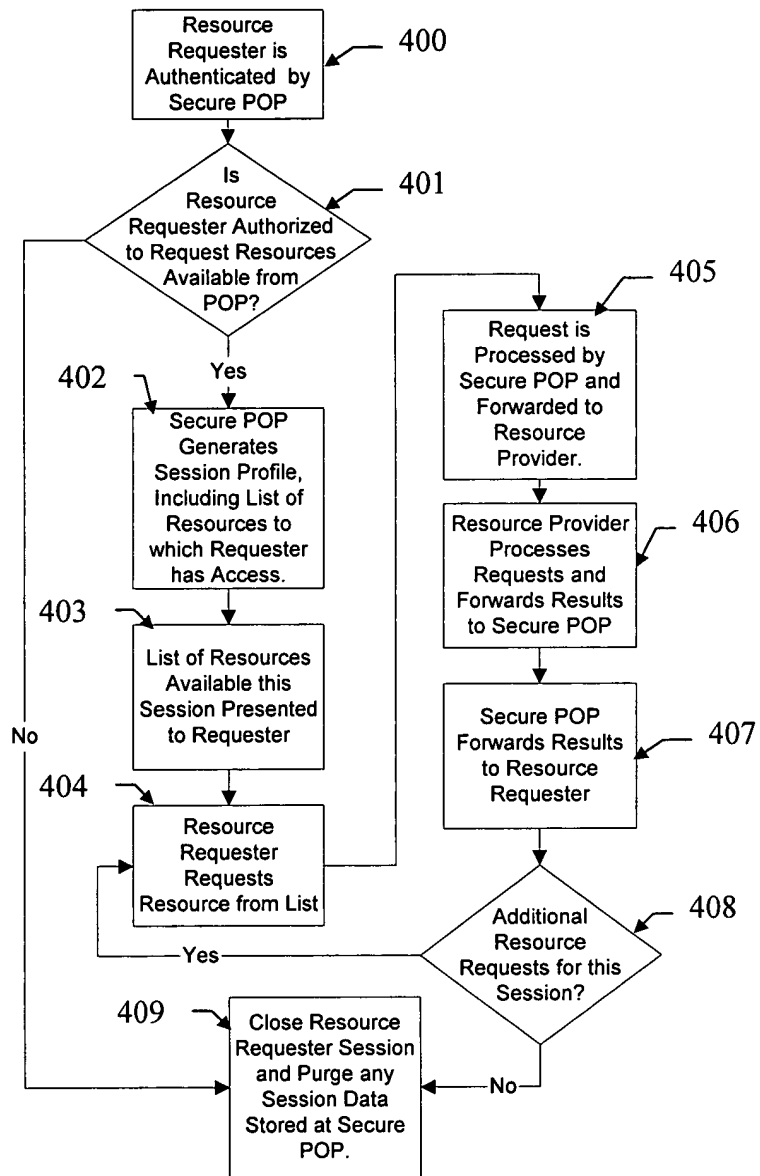 Resource
Requester is
Authenticated by
Secure POP
400
Is
Resource
Requester Authorized
to Request Resources
Available from
POP?
401
Yes
402
Secure POP
Generates
Session Profile,
Including List of
Resources to
which Requester
has Access.
403
List of Resources
Available this
Session Presented
to Requester
No
404
Resource
Requester
Requests
Resource from List
405
Request is
Processed by
Secure POP and
Forwarded to
Resource
Provider.
406
Resource Provider
Processes
Requests and
Forwards Results
to Secure POP
407
Secure POP
Forwards Results
to Resource
Requester
408
Additional
Resource
Requests for this
Session?
Yes
No
409
Close Resource
Requester Session
and Purge any
Session Data
Stored at Secure
POP.